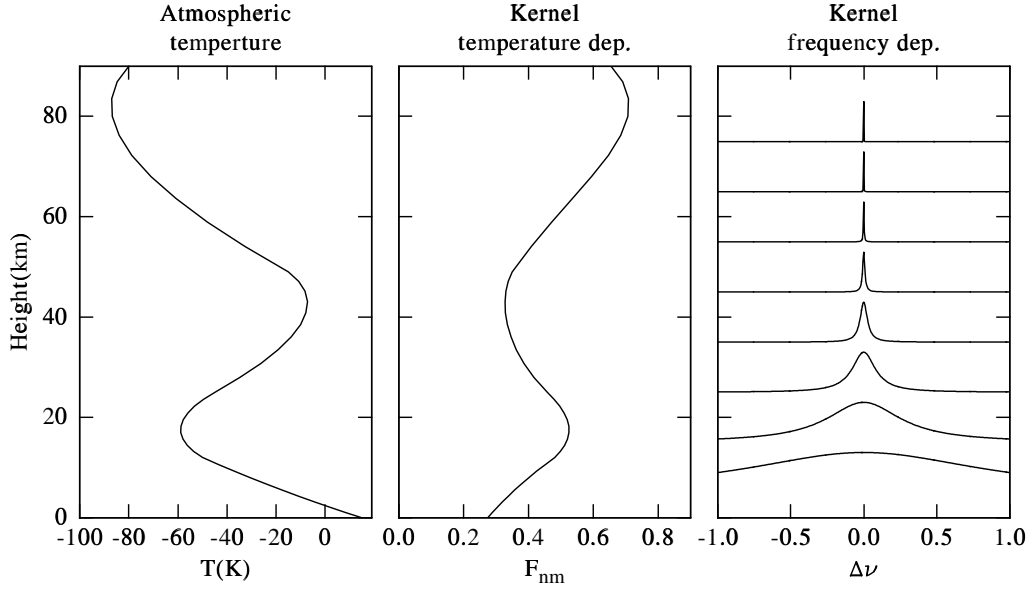 Atmospheric
temperture
Kernel
temperature dep.
Kernel
frequency dep.
Height(km)
80
60
40
20
0
-100 -80 -60 -40 -20 0
0.0 0.2 0.4 0.6 0.8
-1.0 -0.5 0.0 0.5 1.0
T(K)
Fnm
Δν